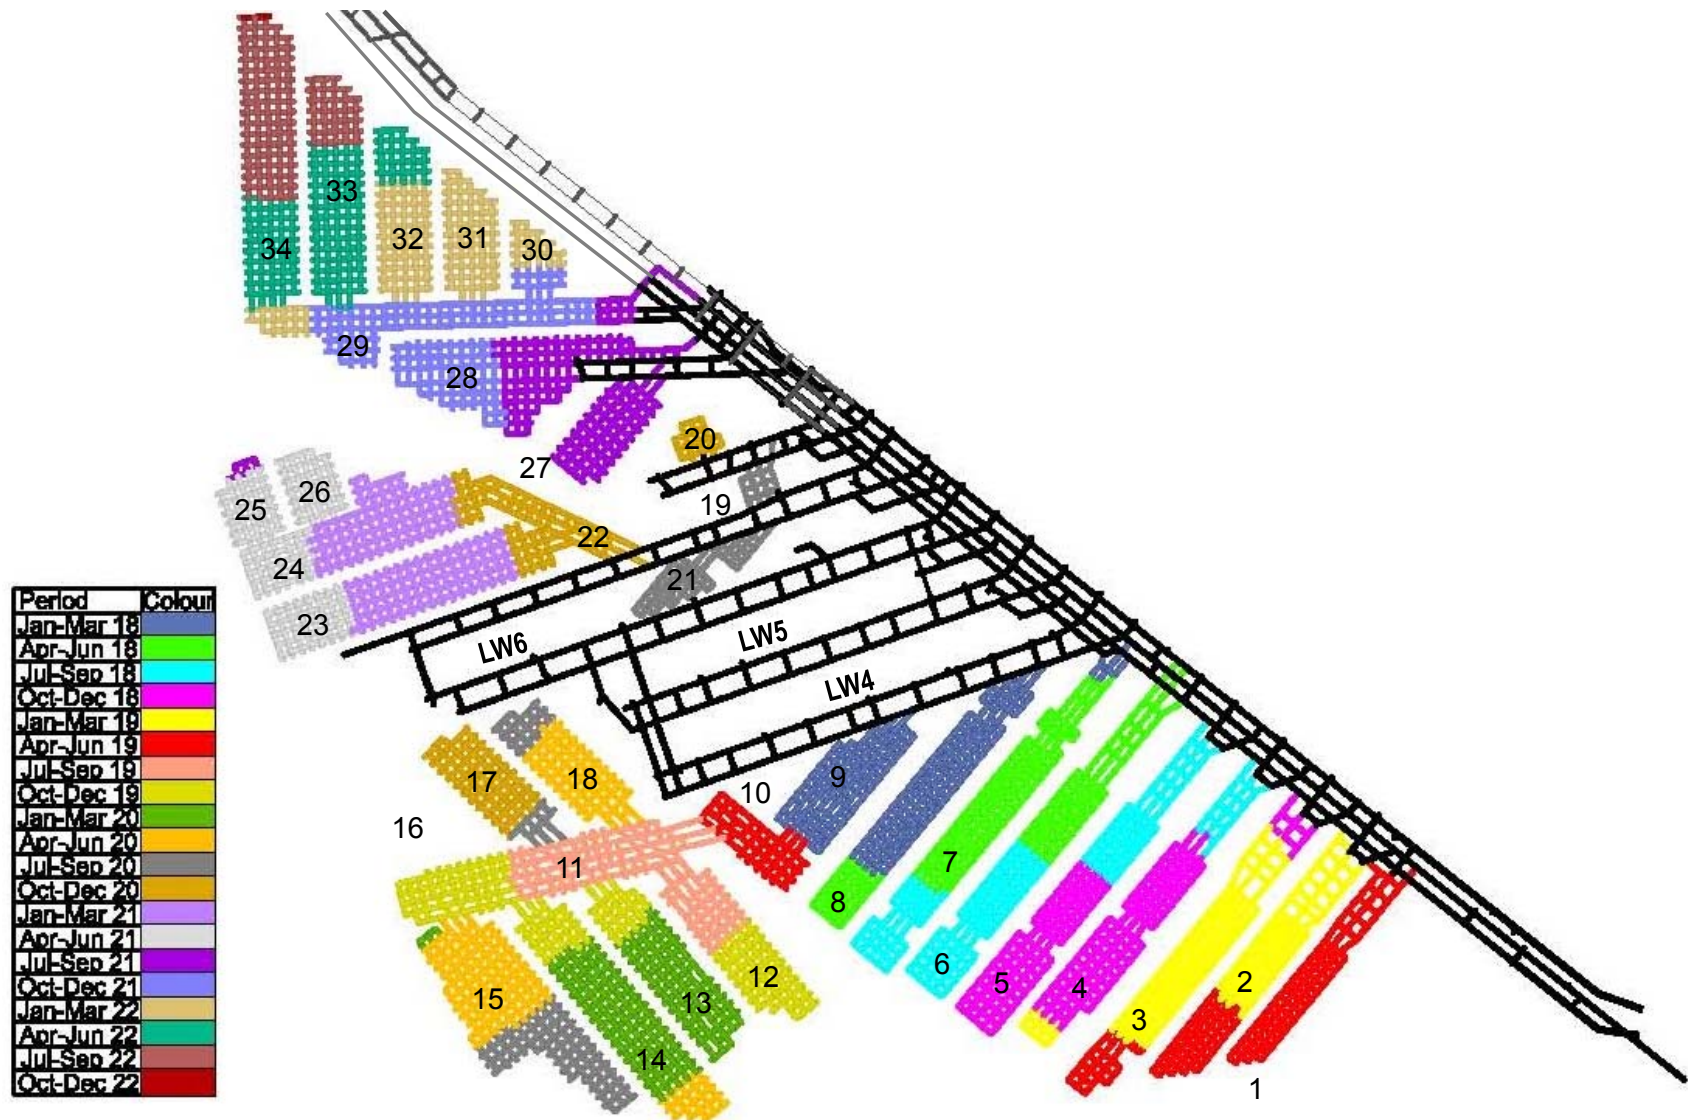 34
33
32
31
30
29
28
27
20
19
26
25
24
23
22
21
LW6
LW5
LW4
Period Colour
Jan-Mar 18
Apr-Jun 18
Jul-Sep 18
Oct-Dec 18
Jan-Mar 19
Apr-Jun 19
Jul-Sep 19
Oct-Dec 19
Jan-Mar 20
Apr-Jun 20
Jul-Sep 20
Oct-Dec 20
Jan-Mar 21
Apr-Jun 21
Jul-Sep 21
Oct-Dec 21
Jan-Mar 22
Apr-Jun 22
Jul-Sep 22
Oct-Dec 22
17
18
16
11
10
9
8
7
6
5
4
3
2
1
15
14
13
12